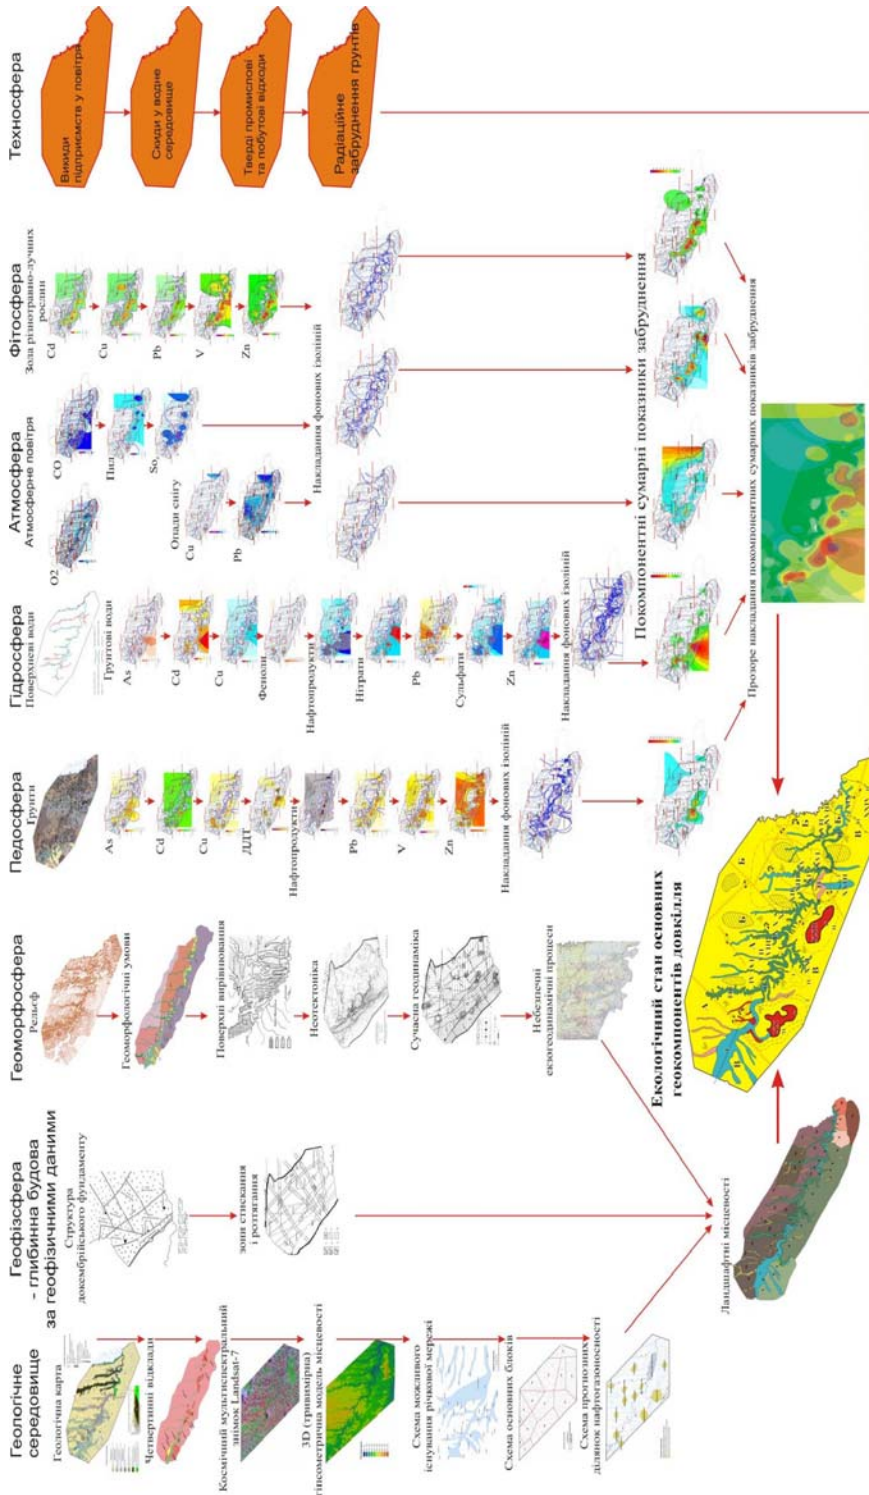 Геологічне
середовище
Геологічна карта
Четвертинні відклади
Космічний мультиспектральний
знімок Landsat-7
3D (тривимірна)
гіпсометрична модель місцевості
Схема можливого
існування річкової мережі
Схема основних блоків
Схема прогнозних
ділянок нафтогазоносності
Геофізсфера
- глибинна будова
за геофізичними даними
Структура
докембрійського фундаменту
зони стискання
і розтягання
Геоморфосфера
Рельєф
Геоморфологічні умови
Поверхні вирівнювання
Неотектоніка
Сучасна геодинаміка
Небезпечні
екзогеодинамічні процеси
Ландшафтні місцевості
Педосфера
Ґрунти
As
Cd
Cu
ДДТ
Нафтопродукти
Pb
V
Zn
Накладання фонових ізоліній
Гідросфера
Поверхневі води
Грунтові води
As
Cd
Cu
Феноли
Нафтопродукти
Нітрати
Pb
Сульфати
Zn
Накладання фонових ізоліній
Атмосфера
Атмосферне повітря
O2
CO
Пил
So
Опади снігу
Cu
Pb
Фітосфера
Зола різнотравно-лучних
рослин
Cd
Cu
Pb
V
Zn
Накладання фонових ізоліній
Техносфера
Викиди
підприємств у повітря
Скиди у водне
середовище
Тверді промислові
та побутові відходи
Радіаційне
забруднення грунтів
Покомпонентні сумарні показники забруднення
Прозоре накладання покомпонентних сумарних показників забруднення
Екологічний стан основних
геокомпонентів довкілля